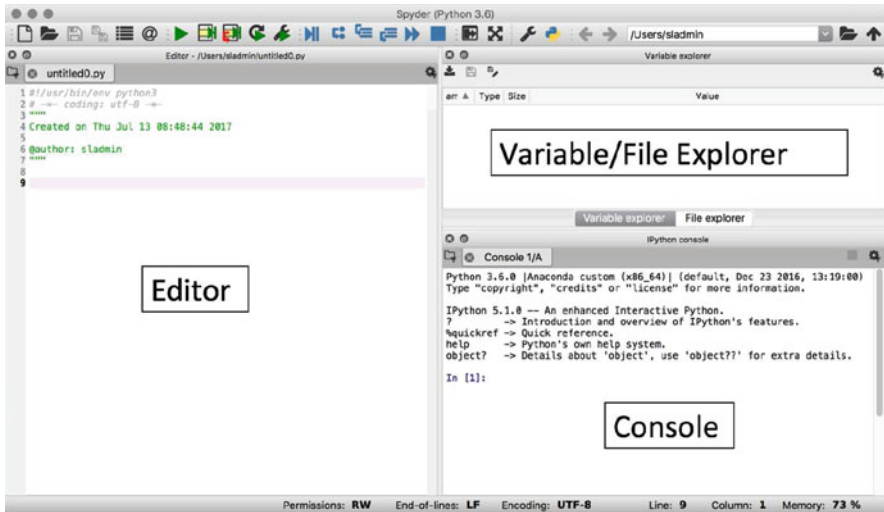 Spyder (Python 3.6)
/Users/sladmin
Editor - /Users/sladmin/untitled0.py
untitled0.py
1 #!/usr/bin/env python3
2 # -*- coding: utf-8 -*-
3 """
4 Created on Thu Jul 13 08:48:44 2017
5
6 @author: sladmin
7 """
8
9
Editor
Variable explorer
Type Size Value
Variable/File Explorer
Variable explorer File explorer
IPython console
Console 1/A
Python 3.6.0 |Anaconda custom (x86_64)| (default, Dec 23 2016, 13:19:00)
Type "copyright", "credits" or "license" for more information.
IPython 5.1.0 -- An enhanced Interactive Python.
? -> Introduction and overview of IPython's features.
%quickref -> Quick reference.
help -> Python's own help system.
object? -> Details about 'object', use 'object??' for extra details.
In [1]:
Console
Permissions: RW End-of-lines: LF Encoding: UTF-8 Line: 9 Column: 1 Memory: 73 %